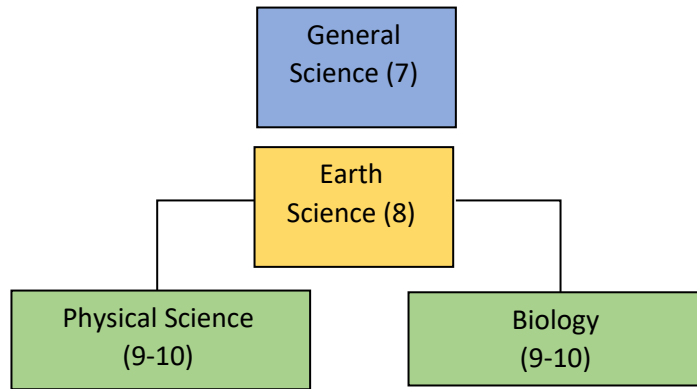 General
Science (7)
Earth
Science (8)
Physical Science
(9-10)
Biology
(9-10)